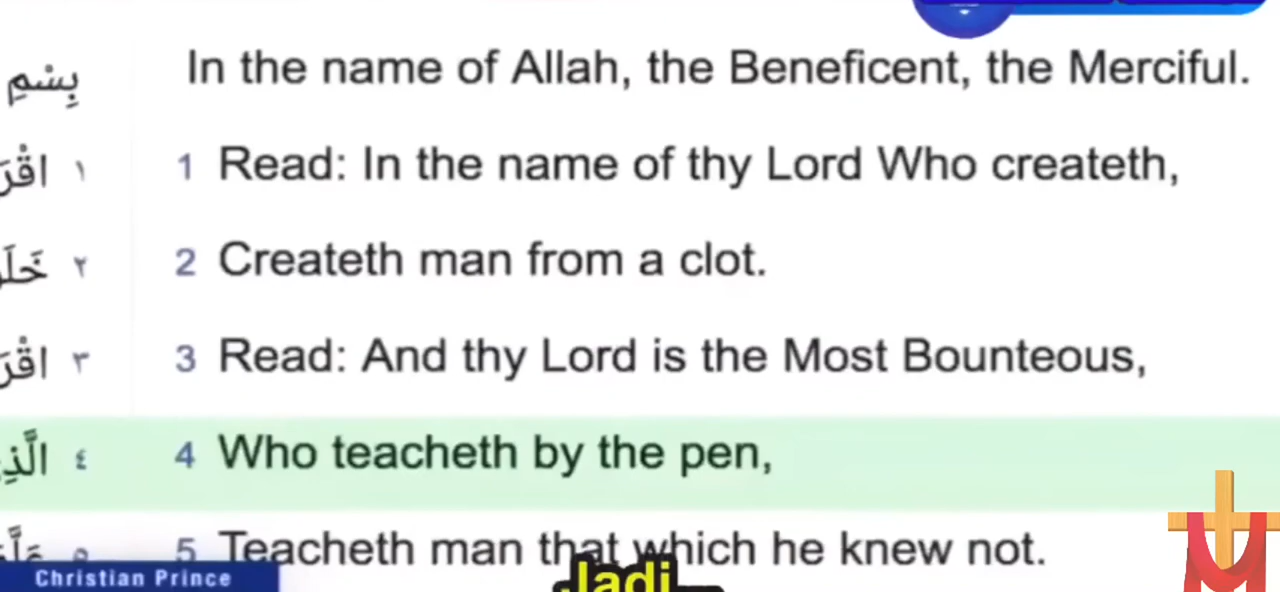 بِسْمِ In the name of Allah, the Beneficent, the Merciful.
١ 1 Read: In the name of thy Lord Who createth,
٢ 2 Createth man from a clot.
٣ 3 Read: And thy Lord is the Most Bounteous,
٤ 4 Who teacheth by the pen,
5 Teacheth man that which he knew not.
Christian Prince
Jadi